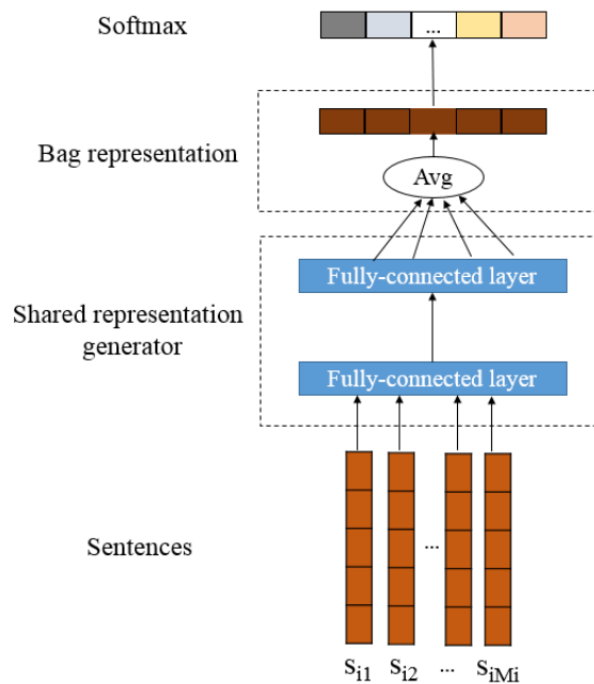 Softmax
...
Bag representation
Avg
Fully-connected layer
Shared representation
generator
Fully-connected layer
Sentences
...
Si1 Si2 ... SiMi